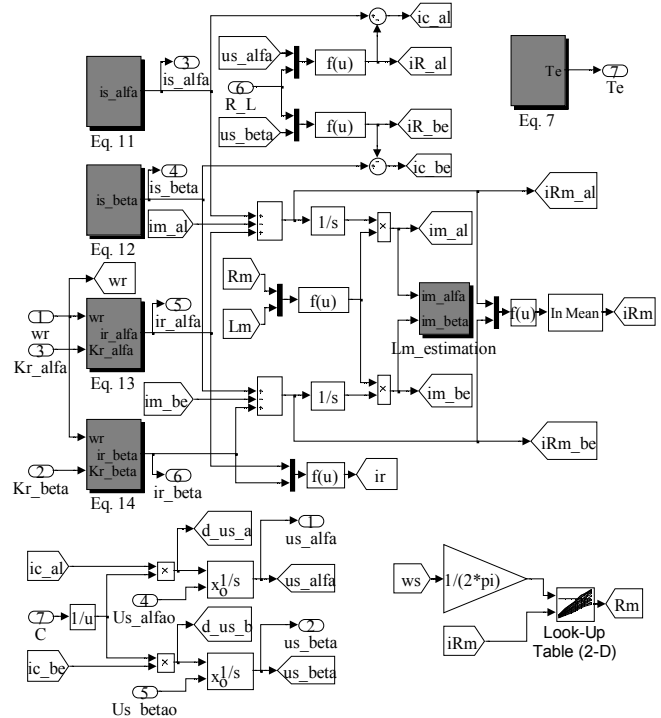 ic_al
us_alfa
f(u)
iR_al
3
is_alfa
is_alfa
Eq. 11
6
R_L
us_beta
f(u)
iR_be
ic_be
Te
Eq. 7
7
Te
4
is_beta
is_beta
Eq. 12
im_al
+
-
+
1/s
×
iRm_al
im_al
wr
Rm
Lm
f(u)
im_alfa
im_beta
Lm_estimation
f(u)
In Mean
iRm
1
wr
3
Kr_alfa
wr
ir_alfa
Kr_alfa
Eq. 13
5
ir_alfa
im_be
+
-
+
1/s
×
im_be
iRm_be
wr
ir_beta
Kr_beta
Eq. 14
2
Kr_beta
6
ir_beta
f(u)
ir
ic_al
×
d_us_a
1
us_alfa
4
Us_alfao
xo 1/s
us_alfa
7
C
1/u
d_us_b
2
us_beta
ic_be
×
5
Us_betao
xo 1/s
us_beta
ws
1/(2*pi)
iRm
Look-Up
Table (2-D)
Rm